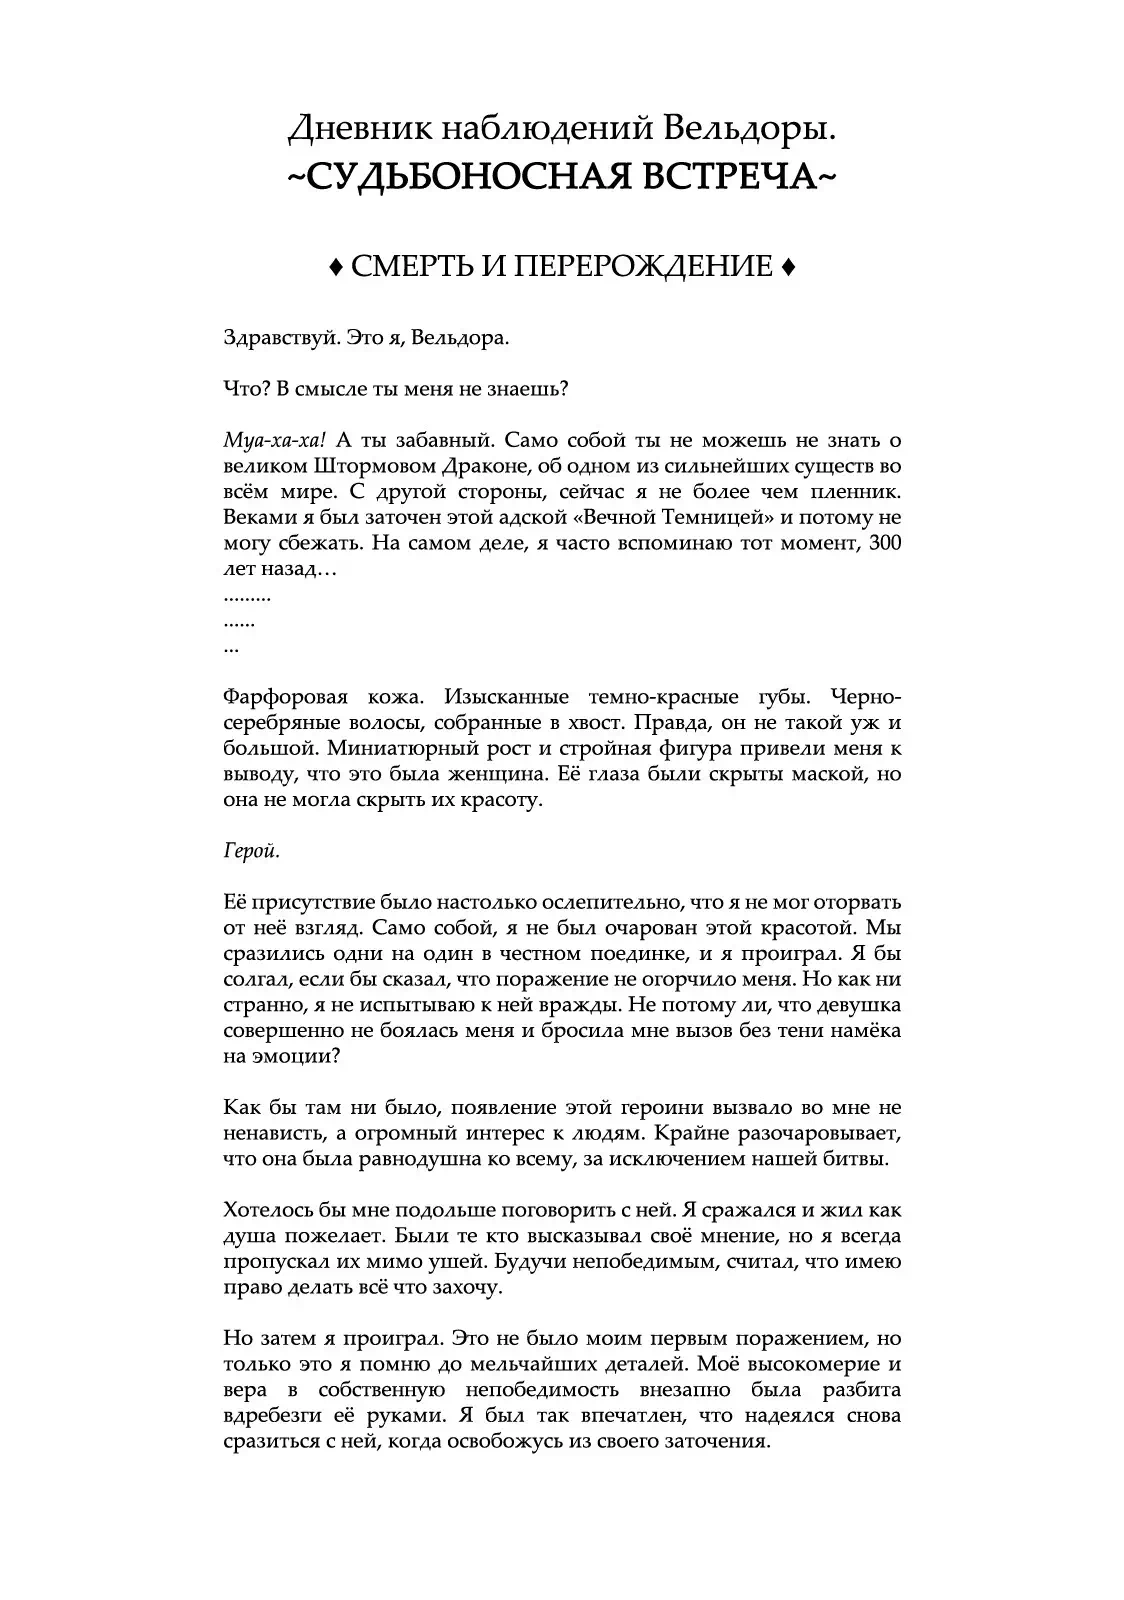 Дневник наблюдений Вельдоры.
~СУДЬБОНОСНАЯ ВСТРЕЧА~
♦ СМЕРТЬ И ПЕРЕРОЖДЕНИЕ ♦
Здравствуй. Это я, Вельдора.
Что? В смысле ты меня не знаешь?
Муа-ха-ха! А ты забавный. Само собой ты не можешь не знать о
великом Штормовом Драконе, об одном из сильнейших существ во
всём мире. С другой стороны, сейчас я не более чем пленник.
Веками я был заточен этой адской «Вечной Темницей» и потому не
могу сбежать. На самом деле, я часто вспоминаю тот момент, 300
лет назад…
.........
......
...
Фарфоровая кожа. Изысканные темно-красные губы. Черно-
серебряные волосы, собранные в хвост. Правда, он не такой уж и
большой. Миниатюрный рост и стройная фигура привели меня к
выводу, что это была женщина. Её глаза были скрыты маской, но
она не могла скрыть их красоту.
Герой.
Её присутствие было настолько ослепительно, что я не мог оторвать
от неё взгляд. Само собой, я не был очарован этой красотой. Мы
сразились одни на один в честном поединке, и я проиграл. Я бы
солгал, если бы сказал, что поражение не огорчило меня. Но как ни
странно, я не испытываю к ней вражды. Не потому ли, что девушка
совершенно не боялась меня и бросила мне вызов без тени намёка
на эмоции?
Как бы там ни было, появление этой героини вызвало во мне не
ненависть, а огромный интерес к людям. Крайне разочаровывает,
что она была равнодушна ко всему, за исключением нашей битвы.
Хотелось бы мне подольше поговорить с ней. Я сражался и жил как
душа пожелает. Были те кто высказывал своё мнение, но я всегда
пропускал их мимо ушей. Будучи непобедимым, считал, что имею
право делать всё что захочу.
Но затем я проиграл. Это не было моим первым поражением, но
только это я помню до мельчайших деталей. Моё высокомерие и
вера в собственную непобедимость внезапно была разбита
вдребезги её руками. Я был так впечатлен, что надеялся снова
сразиться с ней, когда освобожусь из своего заточения.